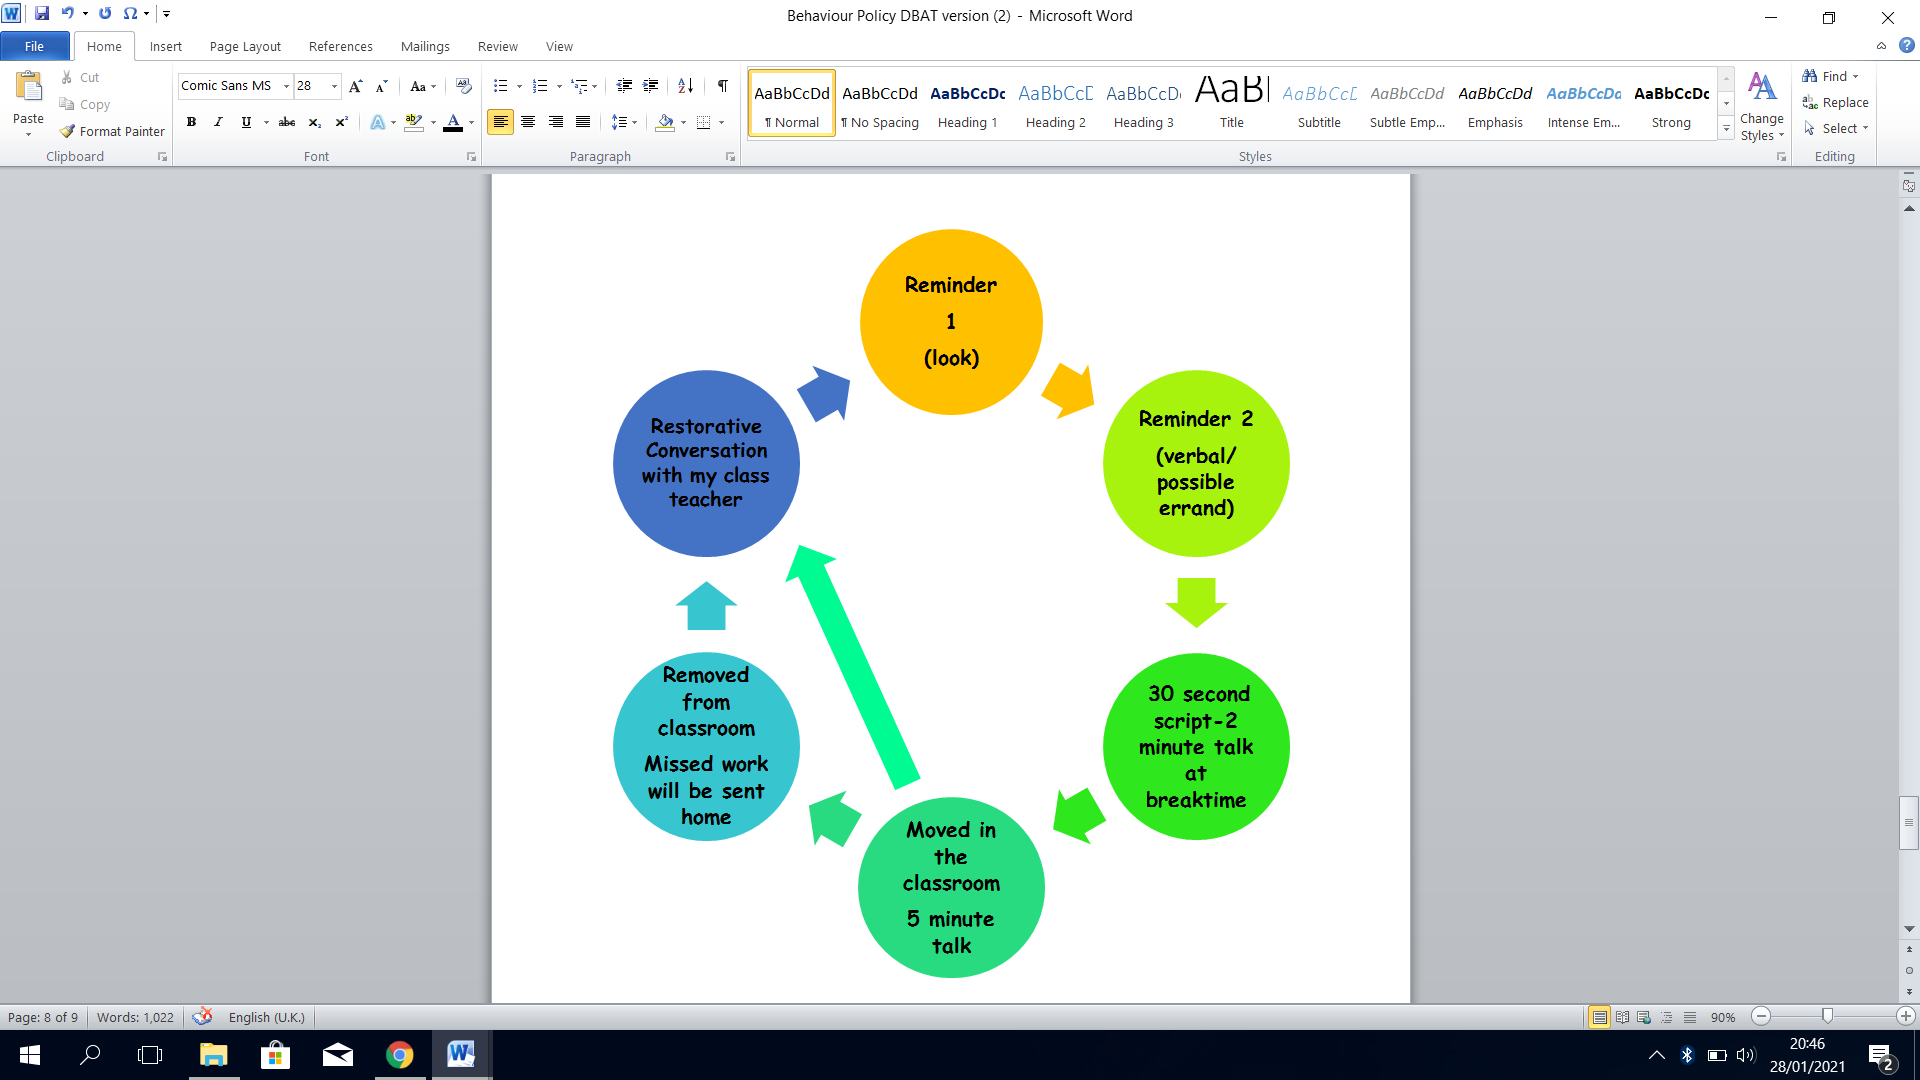 Behaviour Policy DBAT version (2) - Microsoft Word
File Home Insert Page Layout References Mailings Review View
Paste
Cut
Copy
Format Painter
Clipboard
Comic Sans MS 28
Font
Paragraph
AaBbCcDd AaBbCcDd AaBbCcDc AaBbCcD AaBbCcDc AaBl AaBbCcD AaBbCcDd AaBbCcDd AaBbCcDd AaBbCcDc
¶ Normal ¶ No Spacing Heading 1 Heading 2 Heading 3 Title Subtitle Subtle Emp... Emphasis Intense Em... Strong
Styles
Change
Styles
Find
Replace
Select
Editing
Reminder
1
(look)
Reminder 2
(verbal/
possible
errand)
30 second
script-2
minute talk
at
breaktime
Moved in
the
classroom
5 minute
talk
Removed
from
classroom
Missed work
will be sent
home
Restorative
Conversation
with my class
teacher
Page: 8 of 9 Words: 1,022 English (U.K.) 90%
20:46
28/01/2021
2